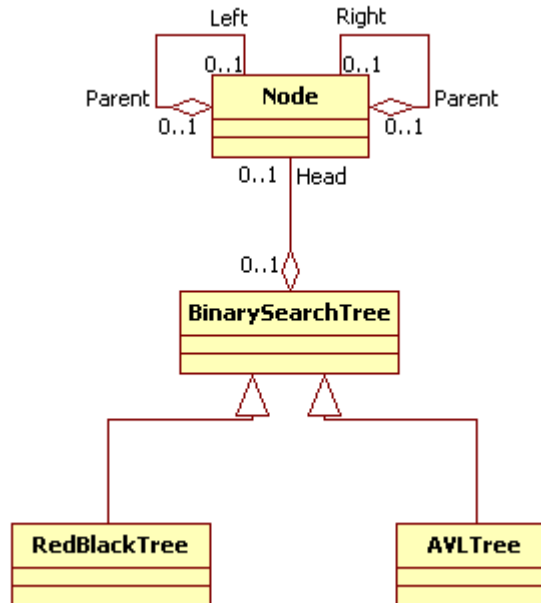 Left
Right
0..1
0..1
Parent
Node
Parent
0..1
0..1
0..1
Head
0..1
BinarySearchTree
RedBlackTree
AVLTree